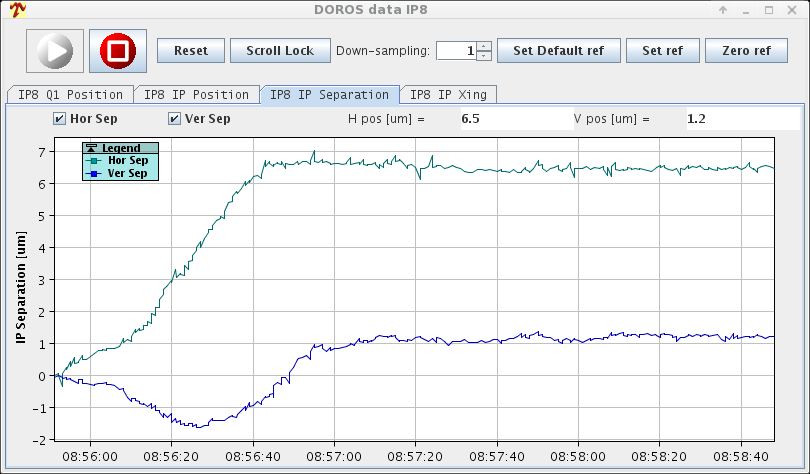 DOROS data IP8
Reset Scroll Lock Down-sampling: 1 Set Default ref Set ref Zero ref
IP8 Q1 Position IP8 IP Position IP8 IP Separation IP8 IP Xing
Hor Sep Ver Sep H pos [um] = 6.5 V pos [um] = 1.2
Legend
Hor Sep
Ver Sep
IP Separation [um]
7
6
5
4
3
2
1
0
-1
-2
08:56:00 08:56:20 08:56:40 08:57:00 08:57:20 08:57:40 08:58:00 08:58:20 08:58:40